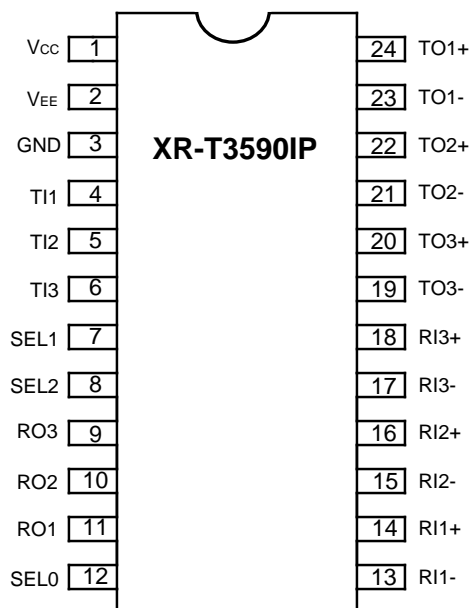 Vcc 1 24 TO1+
VEE 2 23 TO1-
GND 3 XR-T3590IP 22 TO2+
TI1 4 21 TO2-
TI2 5 20 TO3+
TI3 6 19 TO3-
SEL1 7 18 RI3+
SEL2 8 17 RI3-
RO3 9 16 RI2+
RO2 10 15 RI2-
RO1 11 14 RI1+
SEL0 12 13 RI1-